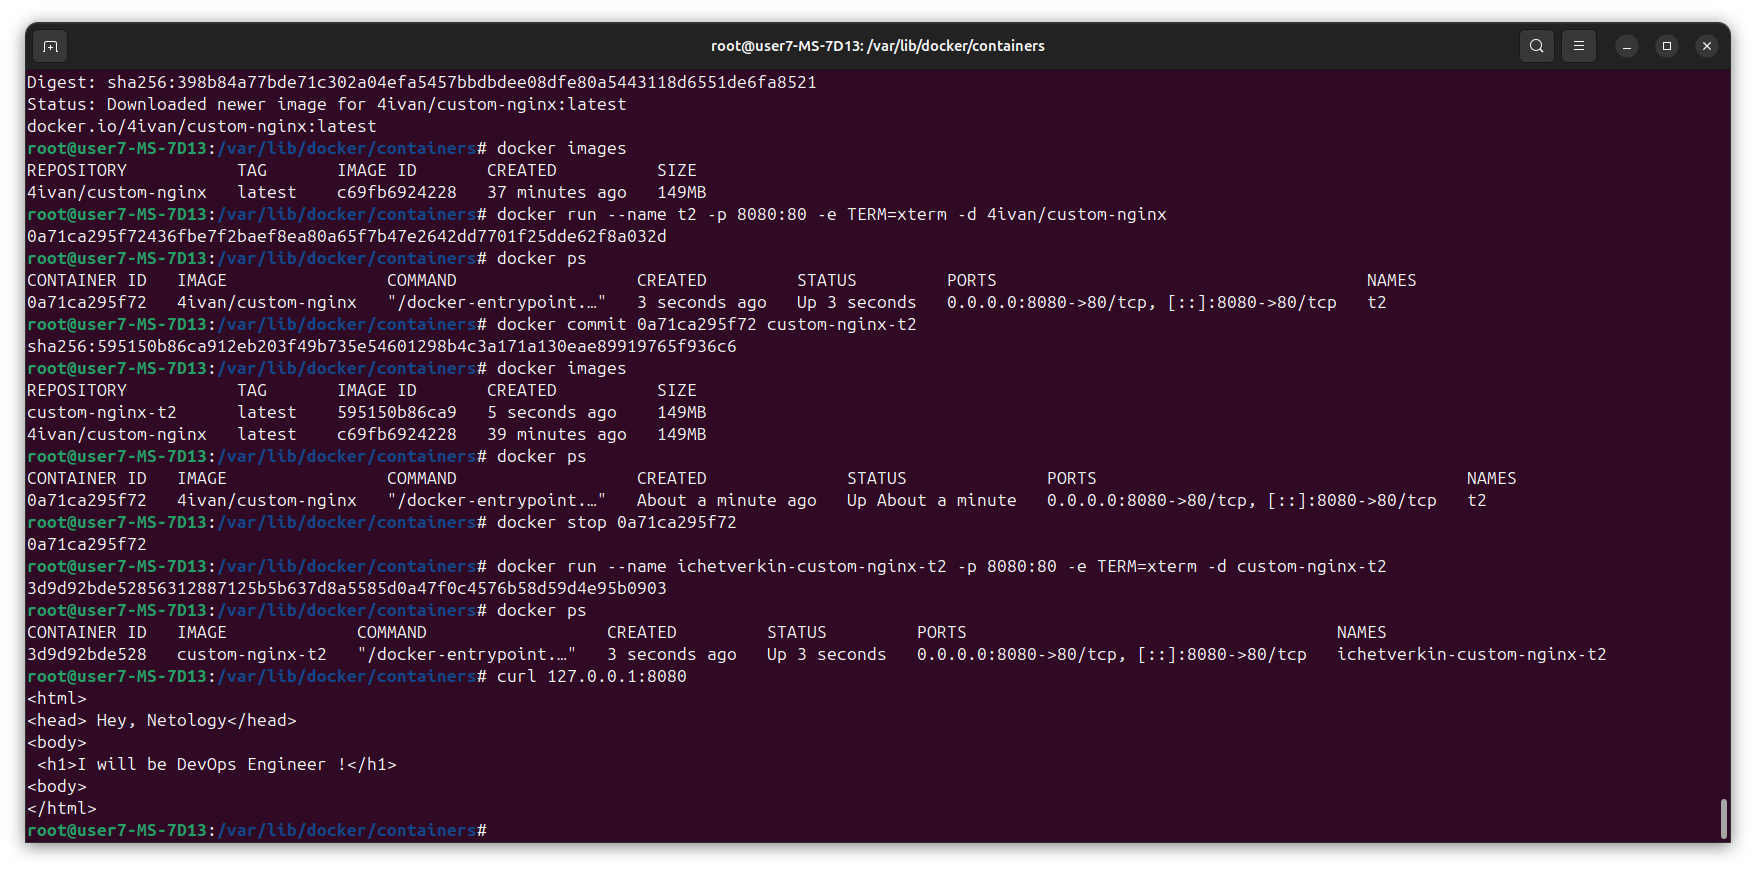 root@user7-MS-7D13: /var/lib/docker/containers
Digest: sha256:398b84a77bde71c302a04efa5457bbdbdee08dfe80a5443118d6551de6fa8521
Status: Downloaded newer image for 4ivan/custom-nginx:latest
docker.io/4ivan/custom-nginx:latest
root@user7-MS-7D13:/var/lib/docker/containers# docker images
REPOSITORY           TAG       IMAGE ID       CREATED          SIZE
4ivan/custom-nginx   latest    c69fb6924228   37 minutes ago   149MB
root@user7-MS-7D13:/var/lib/docker/containers# docker run --name t2 -p 8080:80 -e TERM=xterm -d 4ivan/custom-nginx
0a71ca295f72436fbe7f2baef8ea80a65f7b47e2642dd7701f25dde62f8a032d
root@user7-MS-7D13:/var/lib/docker/containers# docker ps
CONTAINER ID   IMAGE                COMMAND                  CREATED         STATUS         PORTS                                     NAMES
0a71ca295f72   4ivan/custom-nginx   "/docker-entrypoint.…"   3 seconds ago   Up 3 seconds   0.0.0.0:8080->80/tcp, [::]:8080->80/tcp   t2
root@user7-MS-7D13:/var/lib/docker/containers# docker commit 0a71ca295f72 custom-nginx-t2
sha256:595150b86ca912eb203f49b735e54601298b4c3a171a130eae89919765f936c6
root@user7-MS-7D13:/var/lib/docker/containers# docker images
REPOSITORY           TAG       IMAGE ID       CREATED          SIZE
custom-nginx-t2      latest    595150b86ca9   5 seconds ago    149MB
4ivan/custom-nginx   latest    c69fb6924228   39 minutes ago   149MB
root@user7-MS-7D13:/var/lib/docker/containers# docker ps
CONTAINER ID   IMAGE                COMMAND                  CREATED              STATUS              PORTS                                     NAMES
0a71ca295f72   4ivan/custom-nginx   "/docker-entrypoint.…"   About a minute ago   Up About a minute   0.0.0.0:8080->80/tcp, [::]:8080->80/tcp   t2
root@user7-MS-7D13:/var/lib/docker/containers# docker stop 0a71ca295f72
0a71ca295f72
root@user7-MS-7D13:/var/lib/docker/containers# docker run --name ichetverkin-custom-nginx-t2 -p 8080:80 -e TERM=xterm -d custom-nginx-t2
3d9d92bde52856312887125b5b637d8a5585d0a47f0c4576b58d59d4e95b0903
root@user7-MS-7D13:/var/lib/docker/containers# docker ps
CONTAINER ID   IMAGE             COMMAND                  CREATED         STATUS         PORTS                                     NAMES
3d9d92bde528   custom-nginx-t2   "/docker-entrypoint.…"   3 seconds ago   Up 3 seconds   0.0.0.0:8080->80/tcp, [::]:8080->80/tcp   ichetverkin-custom-nginx-t2
root@user7-MS-7D13:/var/lib/docker/containers# curl 127.0.0.1:8080
<html>
<head> Hey, Netology</head>
<body>
 <h1>I will be DevOps Engineer !</h1>
<body>
</html>
root@user7-MS-7D13:/var/lib/docker/containers#